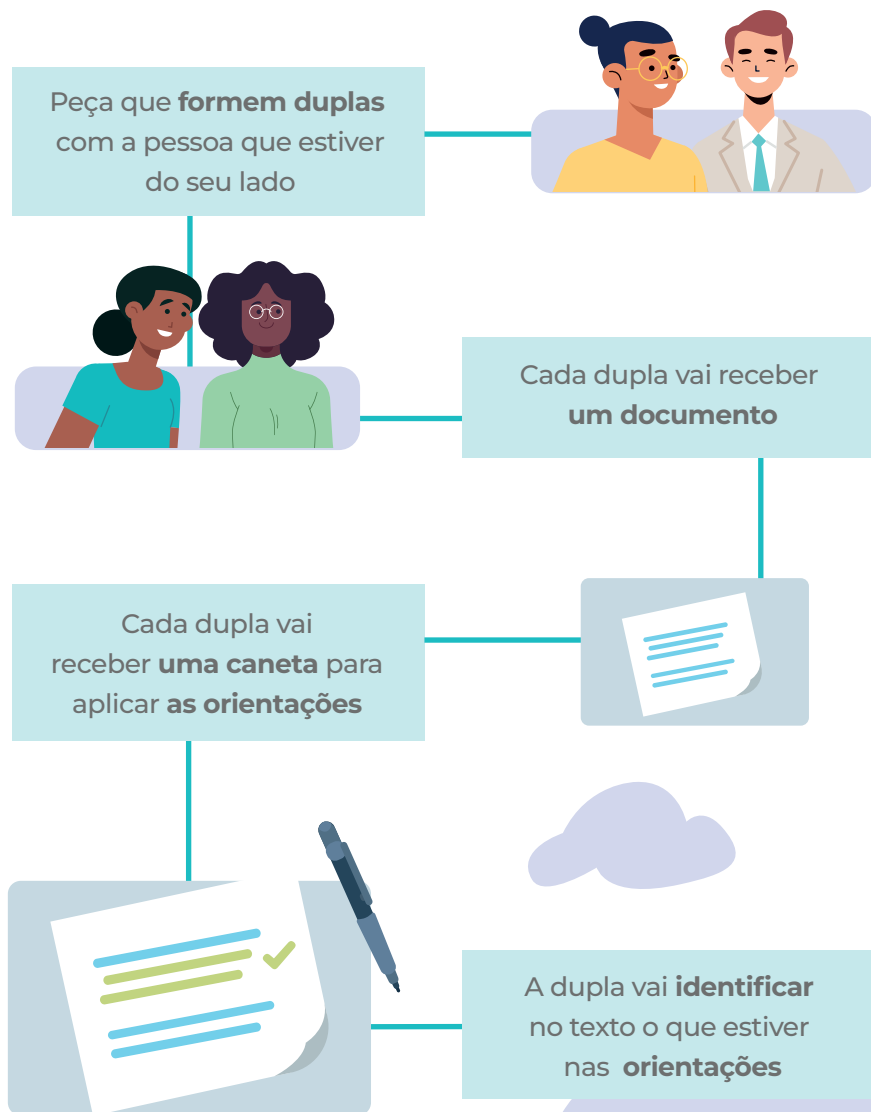 Peça que formem duplas
com a pessoa que estiver
do seu lado
Cada dupla vai receber
um documento
Cada dupla vai
receber uma caneta para
aplicar as orientações
A dupla vai identificar
no texto o que estiver
nas orientações